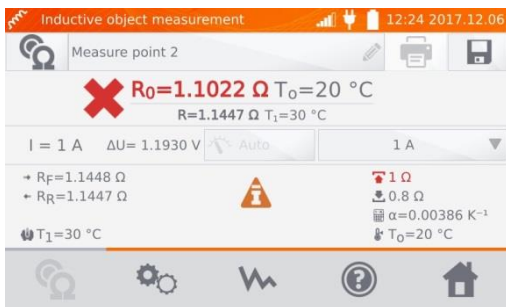 Inductive object measurement 12:24 2017.12.06
Measure point 2
R0=1.1022 Ω To=20 °C
R=1.1447 Ω T1=30 °C
I = 1 A ΔU= 1.1930 V Auto 1 A
RF=1.1448 Ω 1 Ω
RR=1.1447 Ω 0.8 Ω
α=0.00386 K⁻¹
T1=30 °C To=20 °C